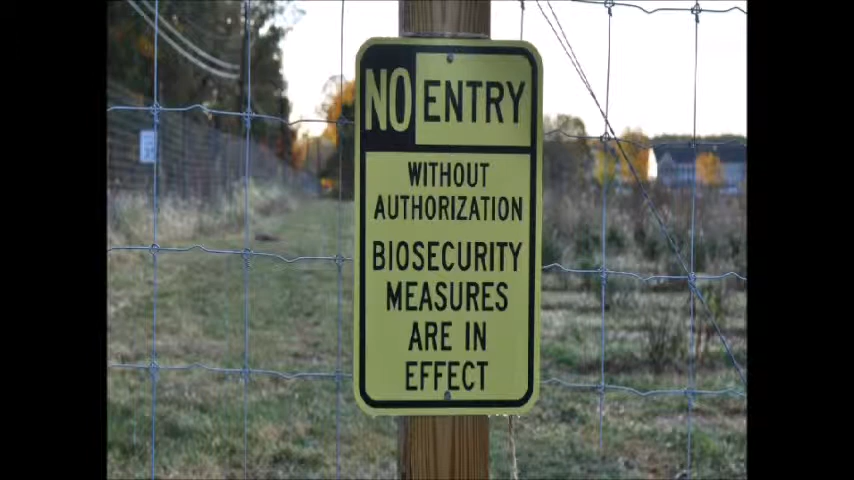 NO ENTRY
WITHOUT
AUTHORIZATION
BIOSECURITY
MEASURES
ARE IN
EFFECT